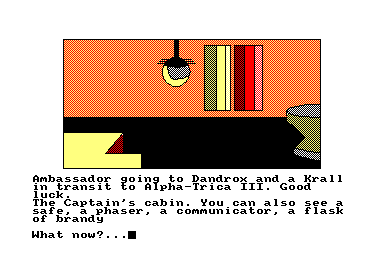 Ambassador going to Dandrox and a Krall
in transit to Alpha-Trica III. Good
luck.
The Captain's cabin. You can also see a
safe, a phaser, a communicator, a flask
of brandy
What now?...